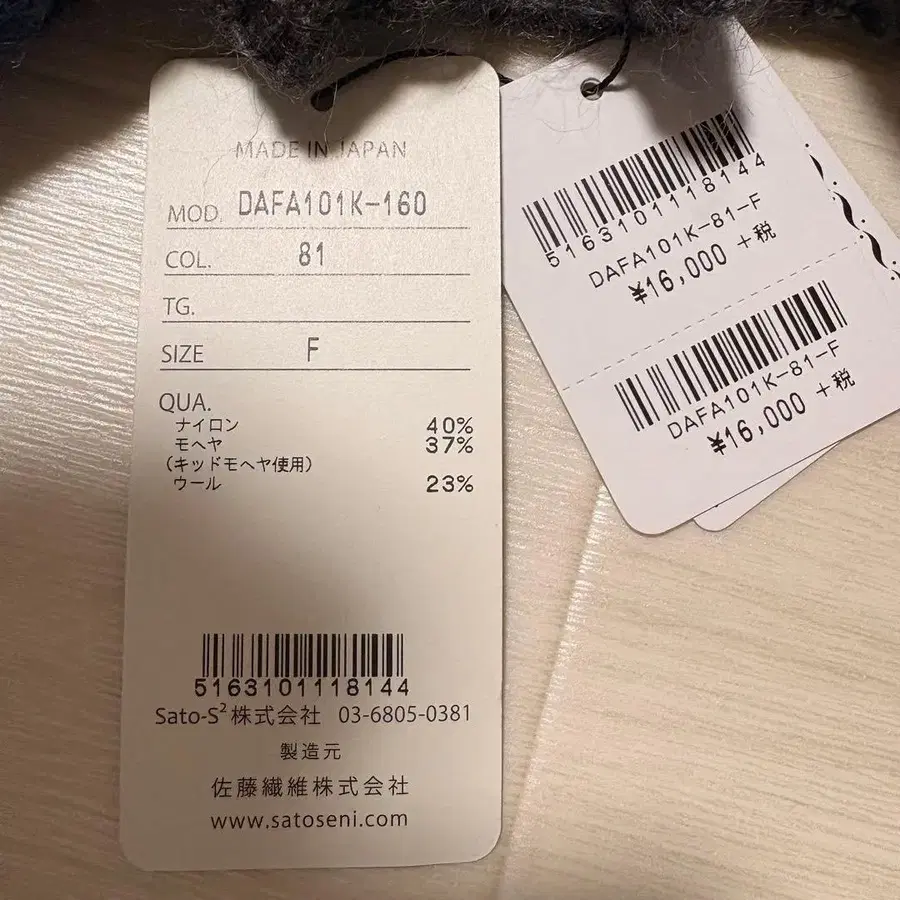 MADE IN JAPAN
MOD. DAFA101K-160
COL. 81
TG.
SIZE F
QUA.
ナイロン 40%
モヘヤ 37%
(キッドモヘヤ使用)
ウール 23%
5163101118144
Sato-S² 株式会社 03-6805-0381
製造元
佐藤繊維株式会社
www.satoseni.com
5163101118144
DAFA101K-81-F
¥16,000 +税
DAFA101K-81-F
¥16,000 +税